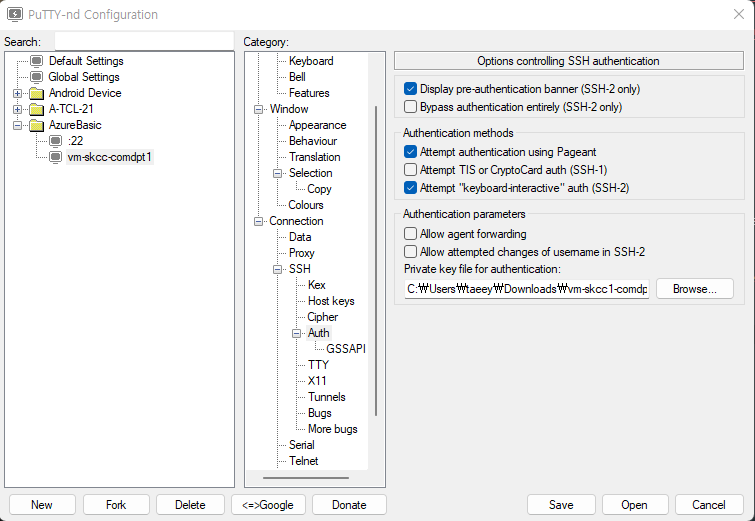 PuTTY-nd Configuration
Search:
Default Settings
Global Settings
Android Device
A-TCL-21
AzureBasic
:22
vm-skcc-comdpt1
Category:
Keyboard
Bell
Features
Window
Appearance
Behaviour
Translation
Selection
Copy
Colours
Connection
Data
Proxy
SSH
Kex
Host keys
Cipher
Auth
GSSAPI
TTY
X11
Tunnels
Bugs
More bugs
Serial
Telnet
Options controlling SSH authentication
Display pre-authentication banner (SSH-2 only)
Bypass authentication entirely (SSH-2 only)
Authentication methods
Attempt authentication using Pageant
Attempt TIS or CryptoCard auth (SSH-1)
Attempt "keyboard-interactive" auth (SSH-2)
Authentication parameters
Allow agent forwarding
Allow attempted changes of username in SSH-2
Private key file for authentication:
C:₩Users₩taeey₩Downloads₩vm-skcc1-comdp
Browse...
New
Fork
Delete
<=>Google
Donate
Save
Open
Cancel